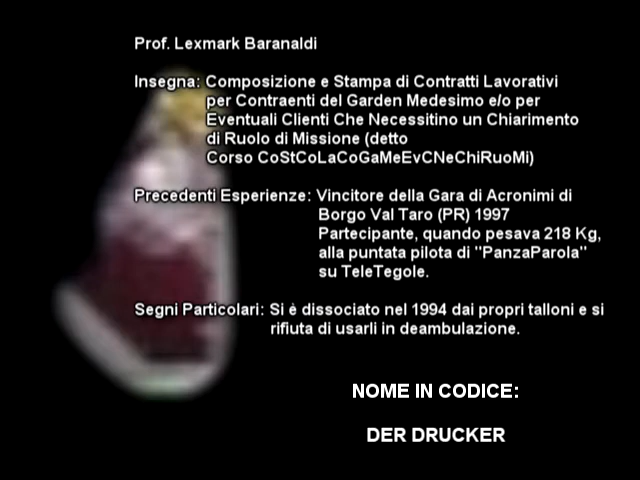 Prof. Lexmark Baranaldi
Insegna: Composizione e Stampa di Contratti Lavorativi
per Contraenti del Garden Medesimo e/o per
Eventuali Clienti Che Necessitino un Chiarimento
di Ruolo di Missione (detto
Corso CoStCoLaCoGaMeEvCNeChiRuoMi)
Precedenti Esperienze: Vincitore della Gara di Acronimi di
Borgo Val Taro (PR) 1997
Partecipante, quando pesava 218 Kg,
alla puntata pilota di "PanzaParola"
su TeleTegole.
Segni Particolari: Si è dissociato nel 1994 dai propri talloni e si
rifiuta di usarli in deambulazione.
NOME IN CODICE:
DER DRUCKER